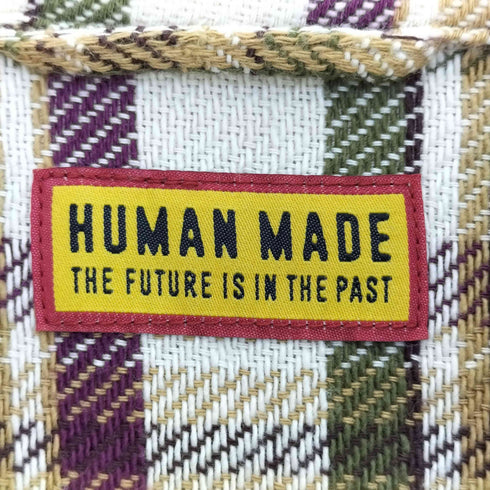 HUMAN MADE
THE FUTURE IS IN THE PAST